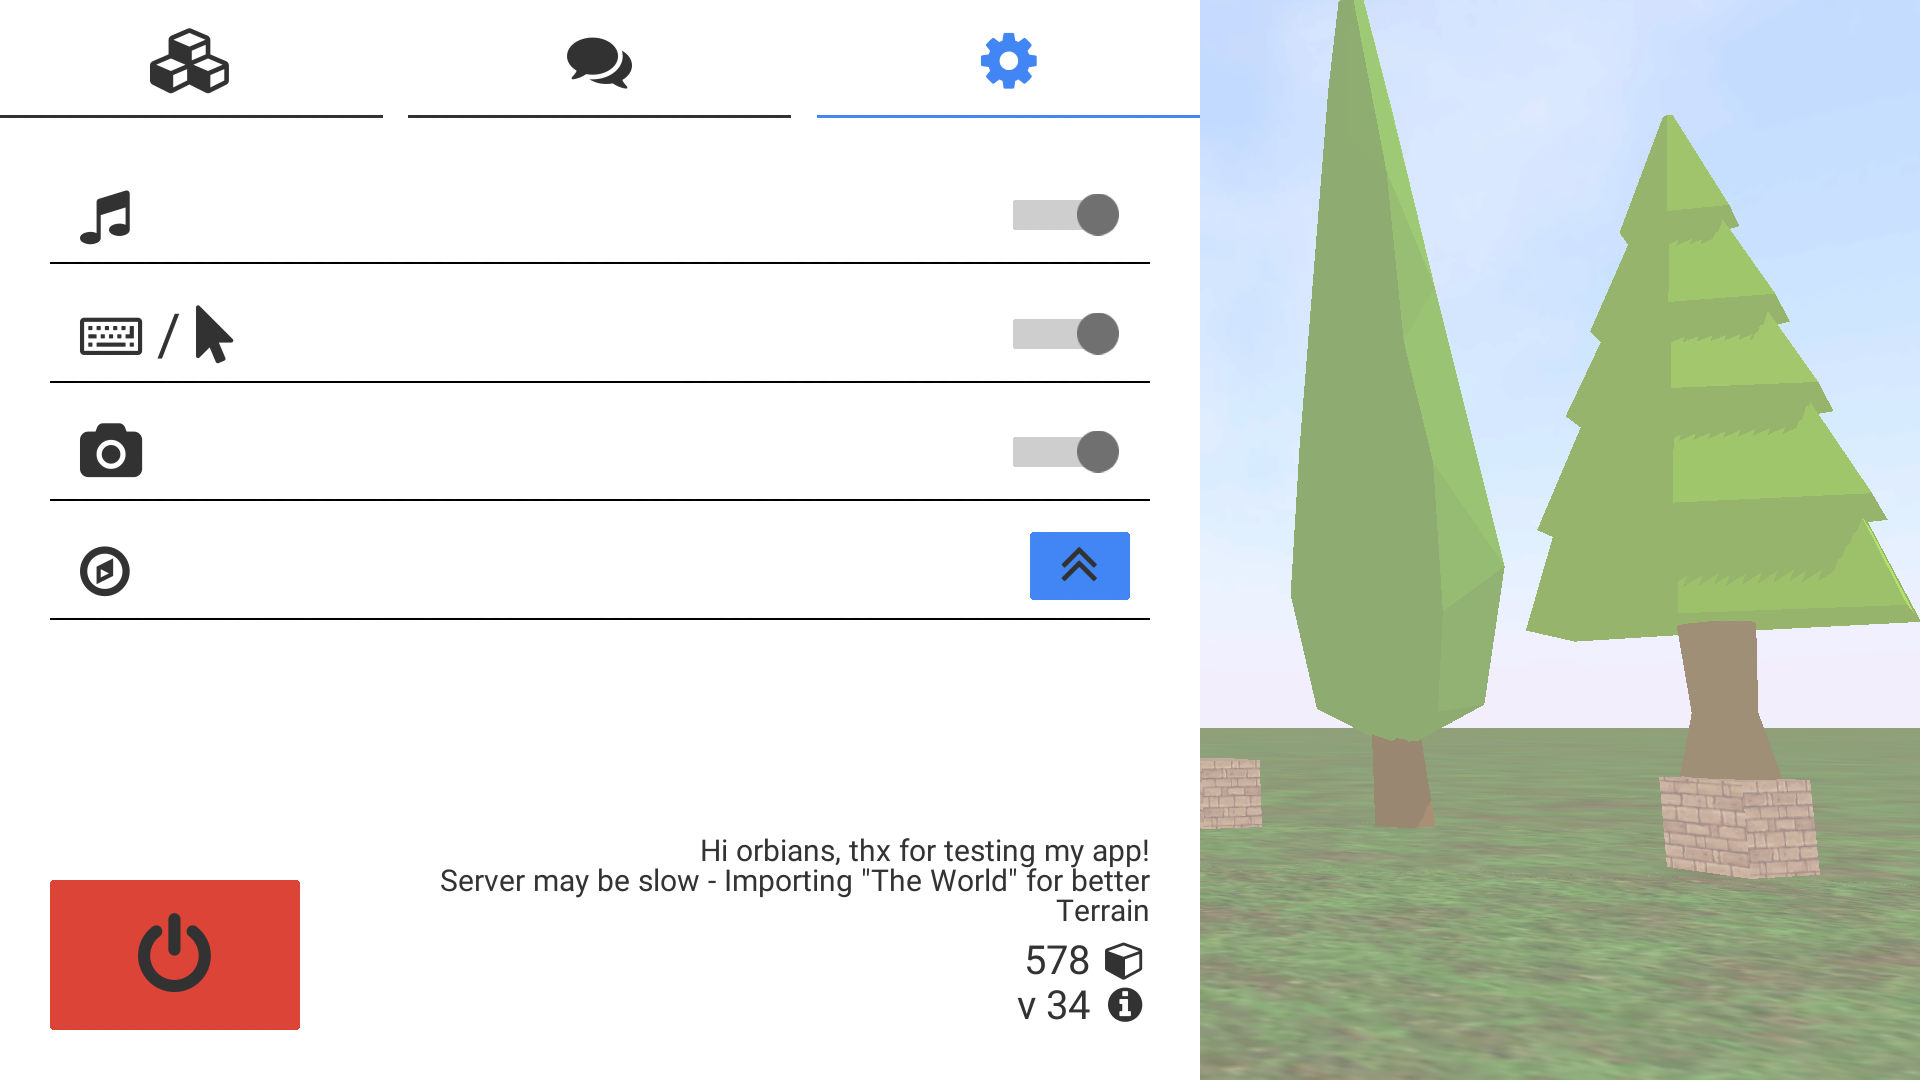 /
Hi orbians, thx for testing my app!
Server may be slow - Importing "The World" for better
Terrain
578
v 34